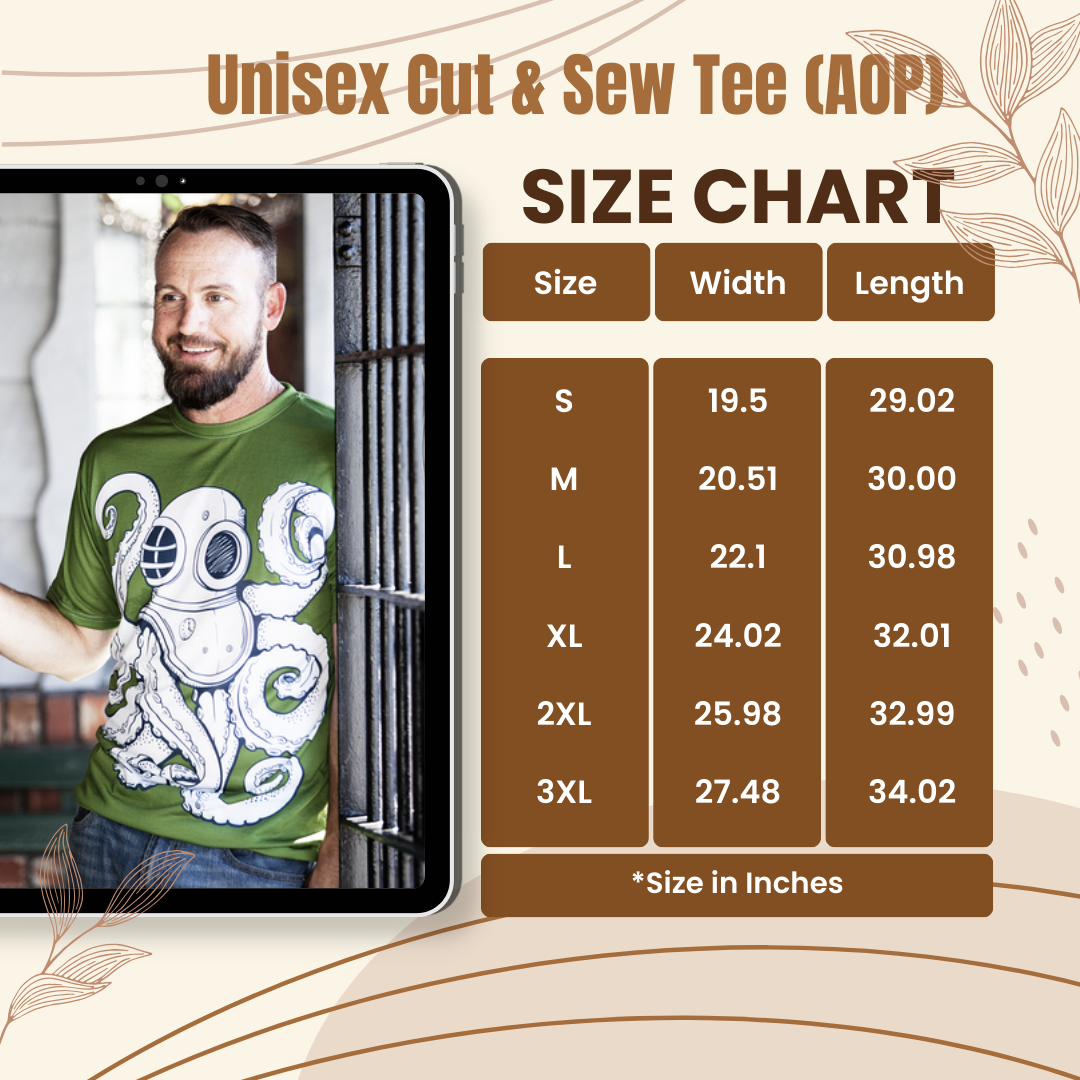 Unisex Cut & Sew Tee (AOP)
SIZE CHART
Size Width Length
S 19.5 29.02
M 20.51 30.00
L 22.1 30.98
XL 24.02 32.01
2XL 25.98 32.99
3XL 27.48 34.02
*Size in Inches